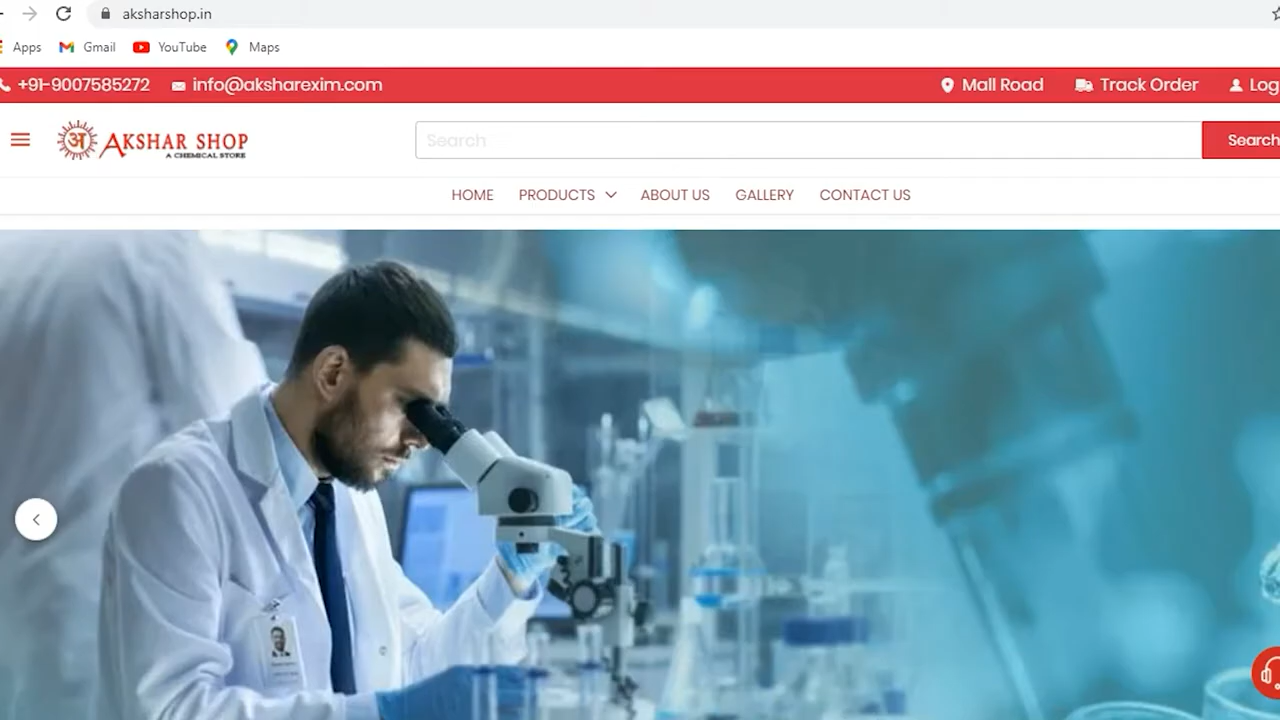 aksharshop.in
Apps Gmail YouTube Maps
+91-9007585272 info@aksharexim.com Mall Road Track Order Log
अ AKSHAR SHOP
A CHEMICAL STORE
Search Search
HOME PRODUCTS ABOUT US GALLERY CONTACT US